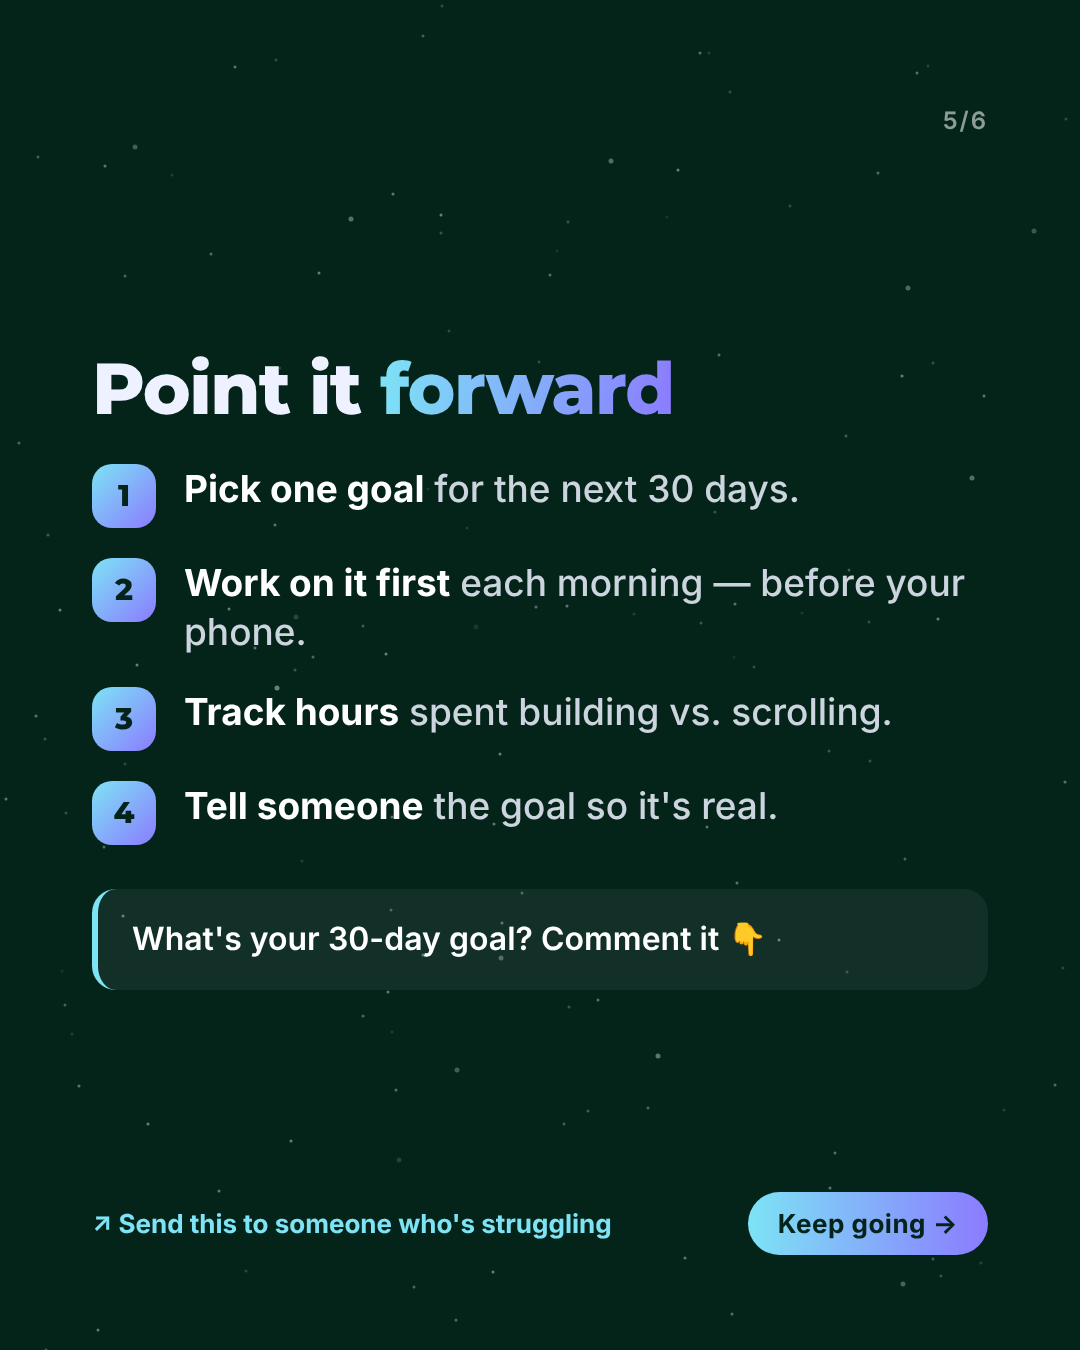 5/6
Point it forward
1 Pick one goal for the next 30 days.
2 Work on it first each morning — before your
phone.
3 Track hours spent building vs. scrolling.
4 Tell someone the goal so it's real.
What's your 30-day goal? Comment it 👇
↗ Send this to someone who's struggling
Keep going →